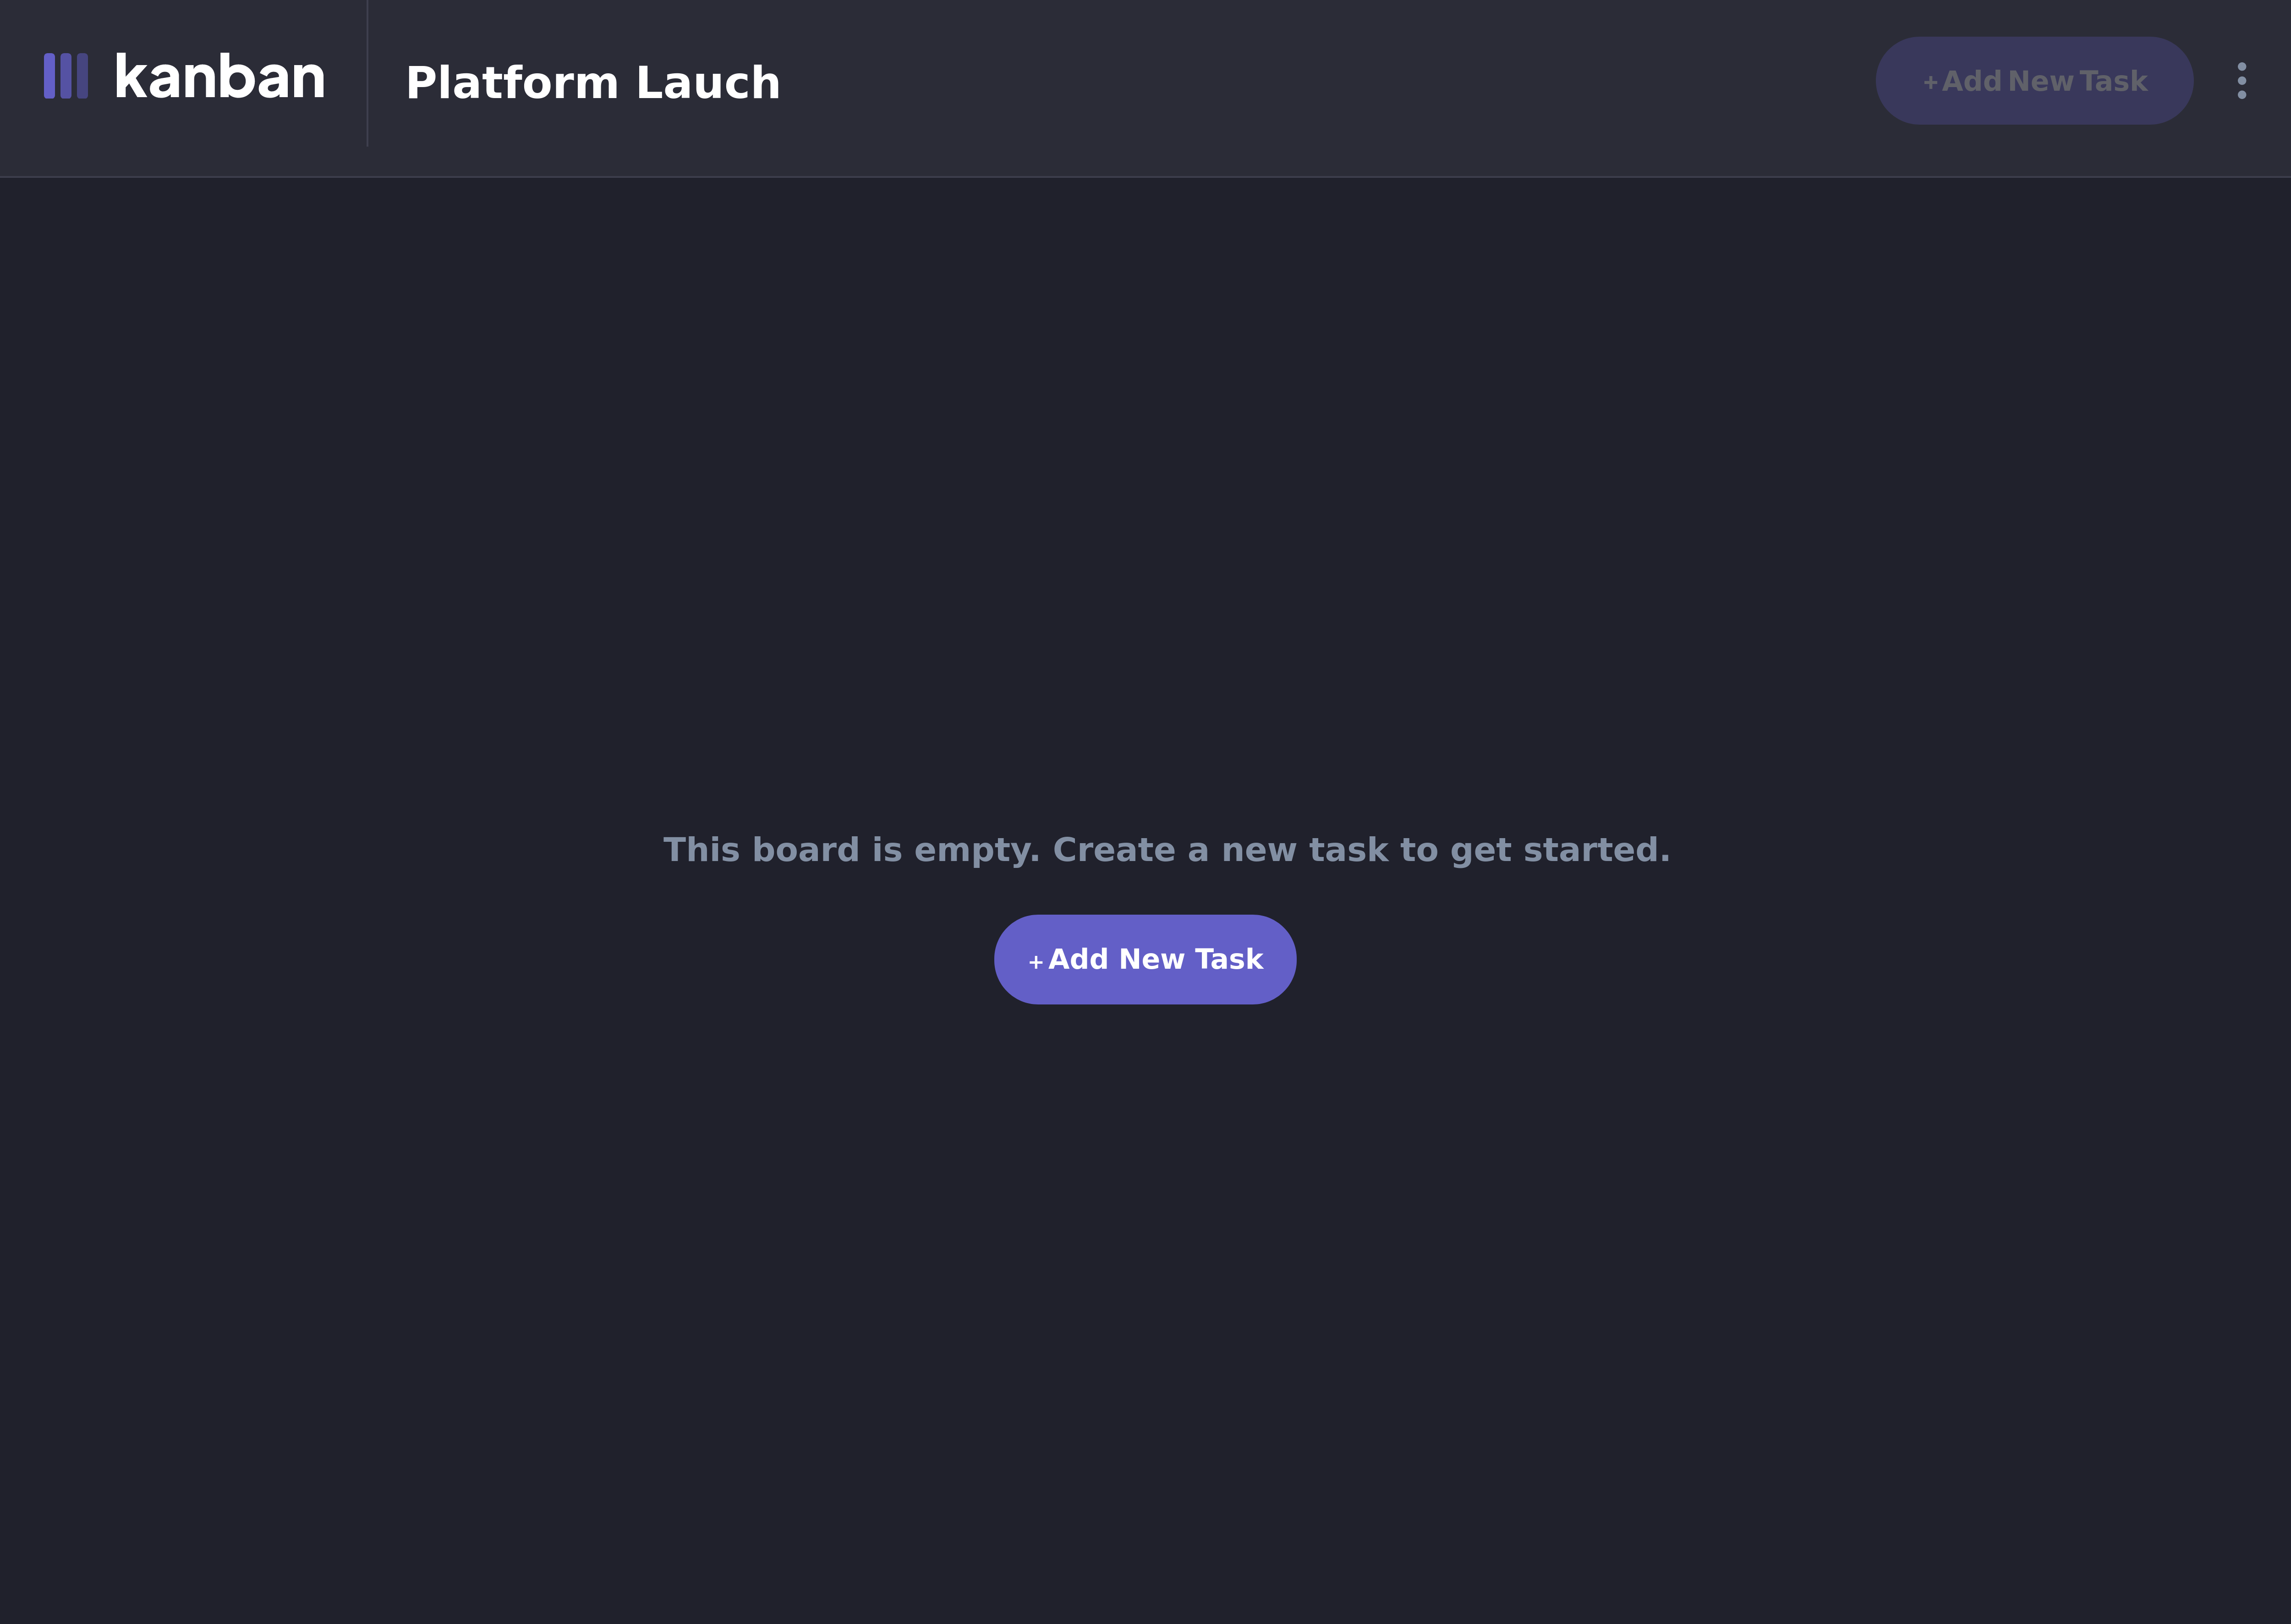 kanban
Platform Lauch
+ Add New Task
This board is empty. Create a new task to get started.
+ Add New Task